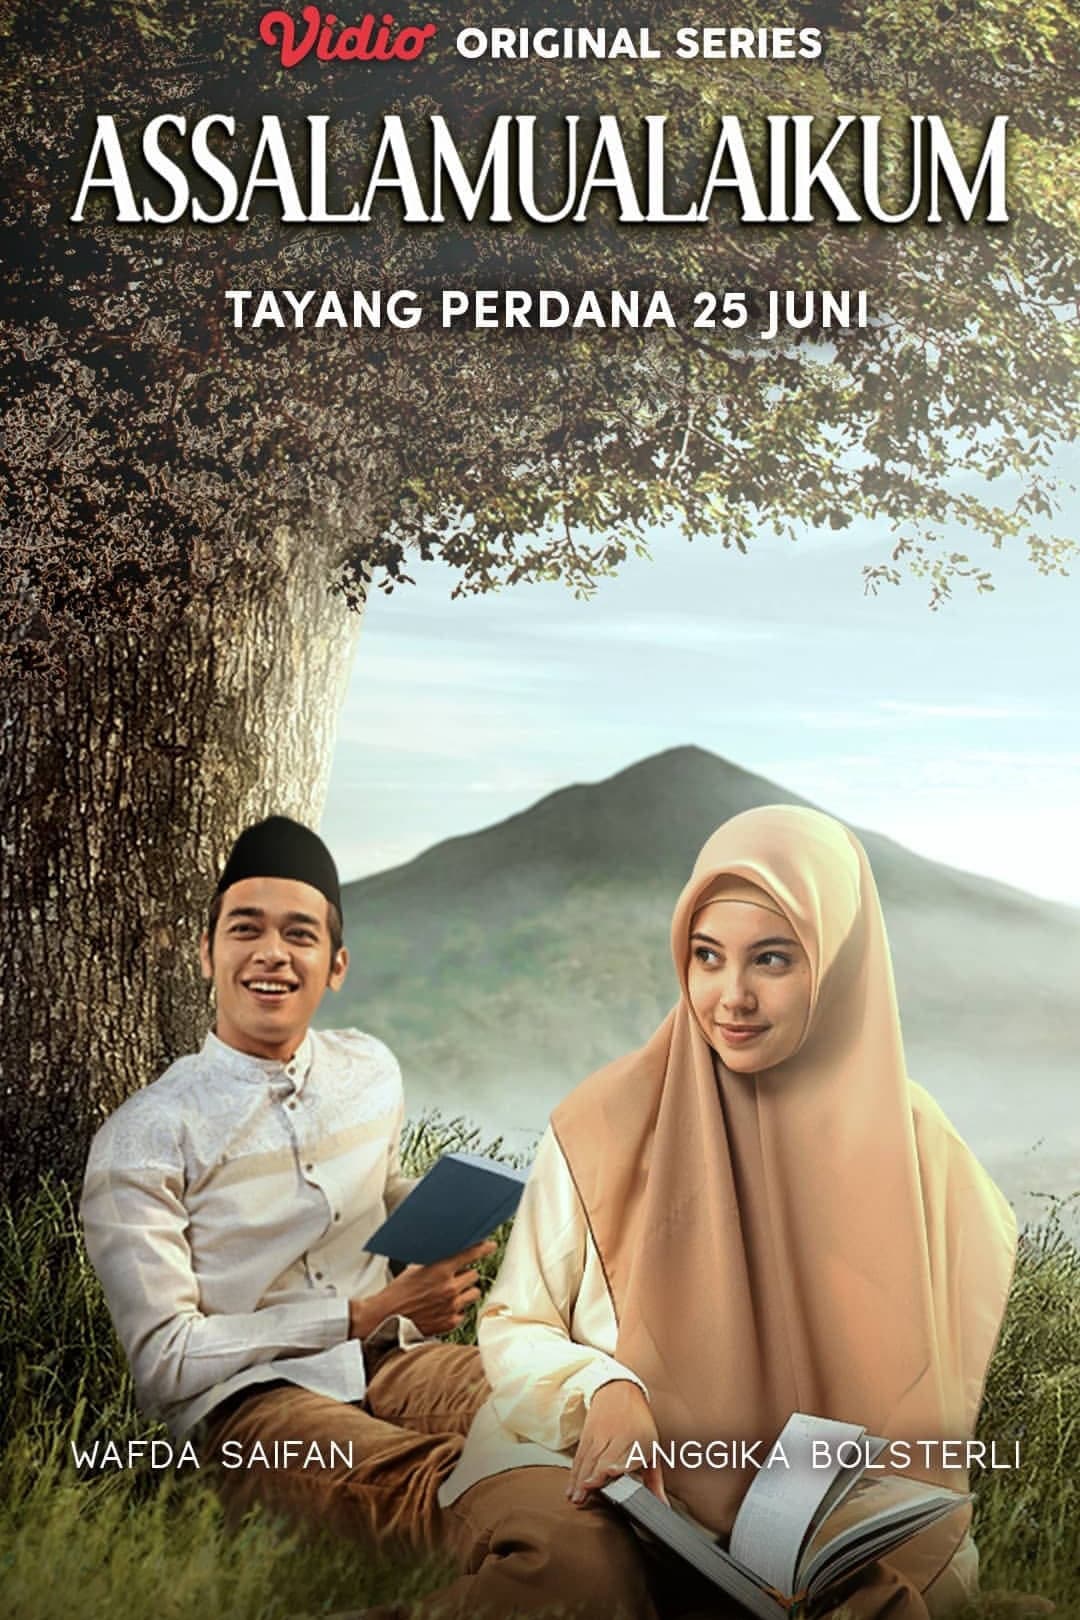 Vidio ORIGINAL SERIES
ASSALAMUALAIKUM
TAYANG PERDANA 25 JUNI
WAFDA SAIFAN ANGGIKA BOLSTERLI